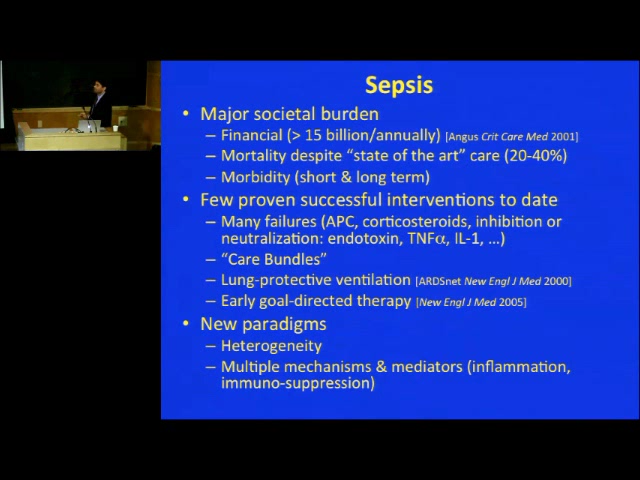 Sepsis
• Major societal burden
– Financial (> 15 billion/annually) [Angus Crit Care Med 2001]
– Mortality despite “state of the art” care (20-40%)
– Morbidity (short & long term)
• Few proven successful interventions to date
– Many failures (APC, corticosteroids, inhibition or
neutralization: endotoxin, TNFα, IL-1, …)
– “Care Bundles”
– Lung-protective ventilation [ARDSnet New Engl J Med 2000]
– Early goal-directed therapy [New Engl J Med 2005]
• New paradigms
– Heterogeneity
– Multiple mechanisms & mediators (inflammation,
immuno-suppression)